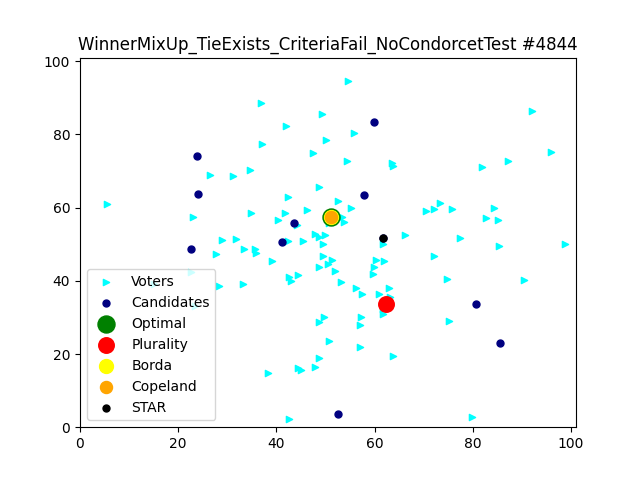 WinnerMixUp_TieExists_CriteriaFail_NoCondorcetTest #4844
100
80
60
40
20
0
Voters
Candidates
Optimal
Plurality
Borda
Copeland
STAR
0 20 40 60 80 100